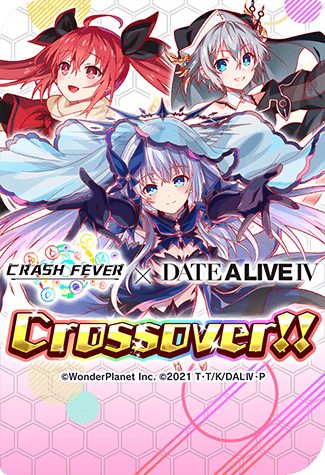 CRASH FEVER × DATE A LIVE IV
Crossover!!
©WonderPlanet Inc. ©2021 T・T/K/DALIV・P